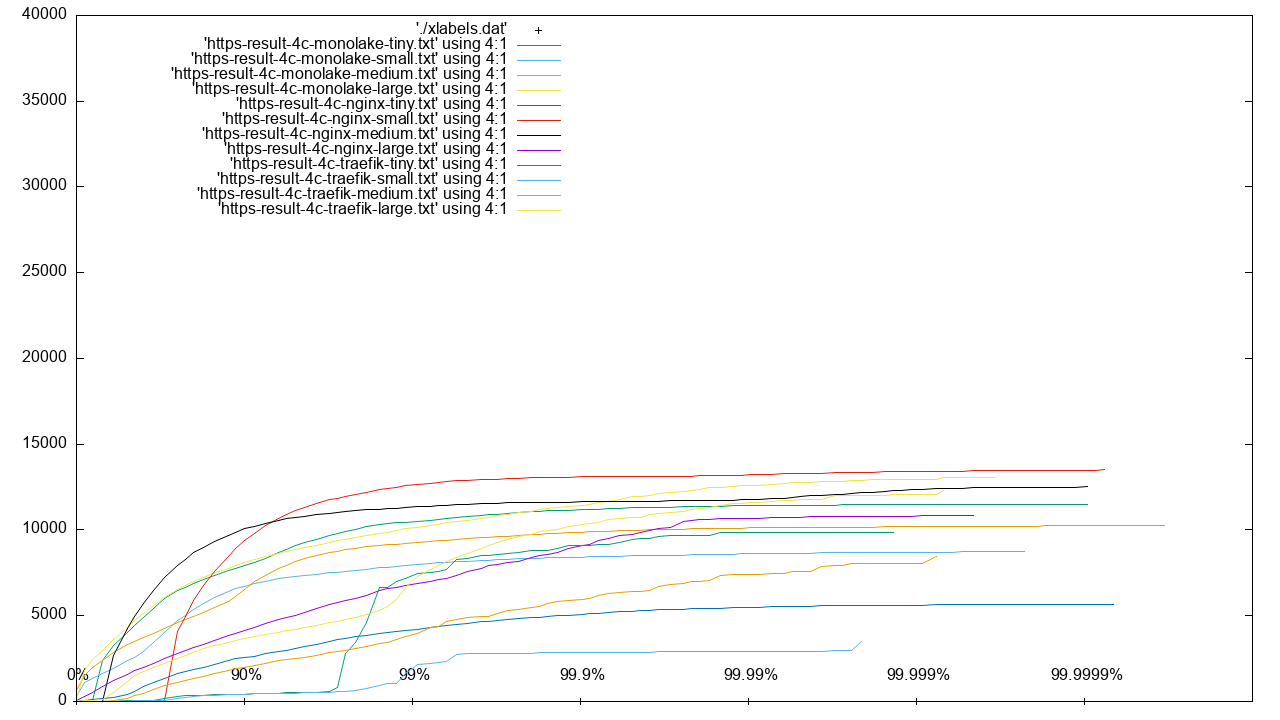 40000
35000
30000
25000
20000
15000
10000
5000
0
'./xlabels.dat'
'https-result-4c-monolake-tiny.txt' using 4:1
'https-result-4c-monolake-small.txt' using 4:1
'https-result-4c-monolake-medium.txt' using 4:1
'https-result-4c-monolake-large.txt' using 4:1
'https-result-4c-nginx-tiny.txt' using 4:1
'https-result-4c-nginx-small.txt' using 4:1
'https-result-4c-nginx-medium.txt' using 4:1
'https-result-4c-nginx-large.txt' using 4:1
'https-result-4c-traefik-tiny.txt' using 4:1
'https-result-4c-traefik-small.txt' using 4:1
'https-result-4c-traefik-medium.txt' using 4:1
'https-result-4c-traefik-large.txt' using 4:1
0% 90% 99% 99.9% 99.99% 99.999% 99.9999%